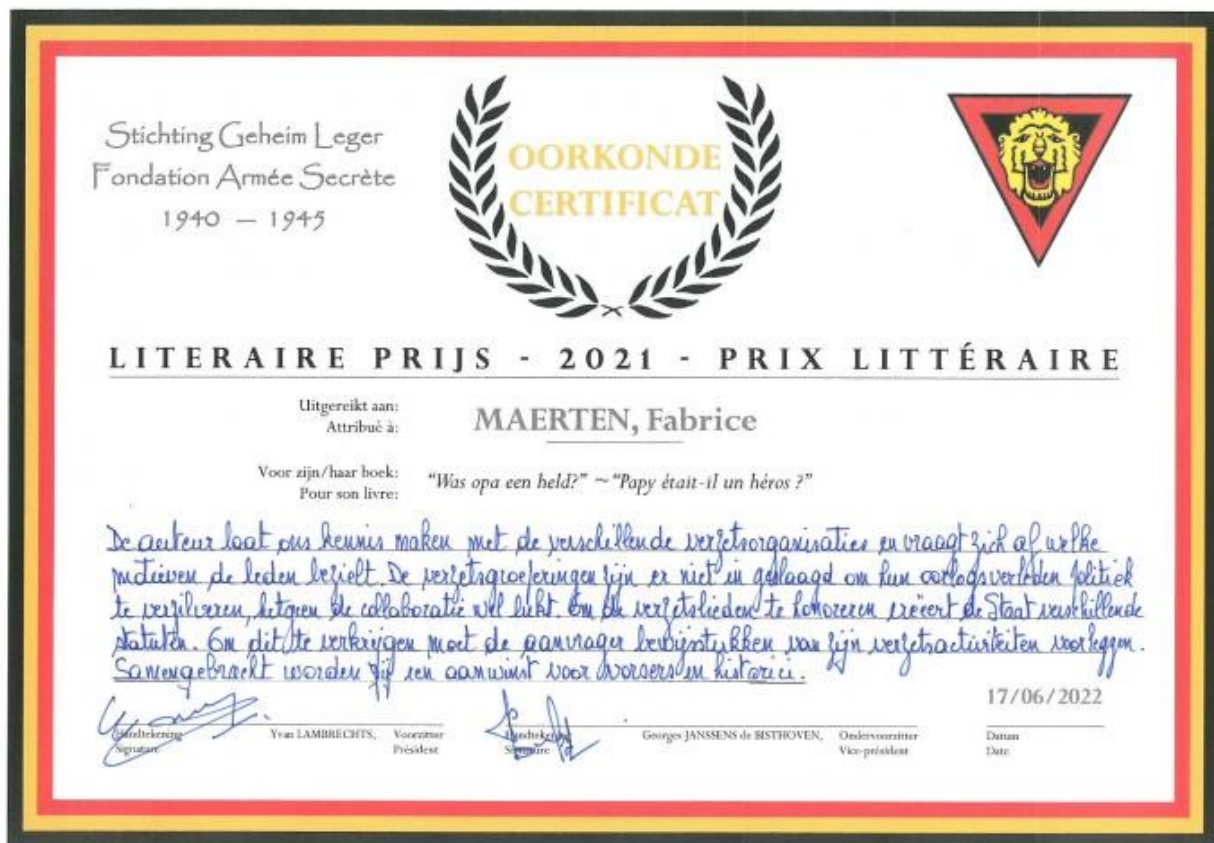 Stichting Geheim Leger
Fondation Armée Secrète
1940 — 1945
OORKONDE
CERTIFICAT
LITERAIRE PRIJS - 2021 - PRIX LITTÉRAIRE
Uitgereikt aan:
Attribué à:
MAERTEN, Fabrice
Voor zijn/haar boek:
Pour son livre:
"Was opa een held?" ~ "Papy était-il un héros ?"
De auteur laat ons kennis maken met de verschillende verzetsorganisaties en vraagt zich af welke
motieven de leden bezielt. De verzetsgroeperingen zijn er niet in geslaagd om hun oorlogsverleden politiek
te verzilveren, hetgeen de collaboratie wel lukt. Om de verzetslieden te honoreren creëert de Staat verschillende
statuten. Om dit te verkrijgen moet de aanvrager bewijsstukken van zijn verzetsactiviteiten voorleggen.
Samengebracht worden zij een aanwinst voor vorsers en historici.
17/06/2022
Handtekening
Signature
Yvan LAMBRECHTS, Voorzitter
Président
Handtekening
Signature
Georges JANSSENS de BISTHOVEN, Ondervoorzitter
Vice-président
Datum
Date